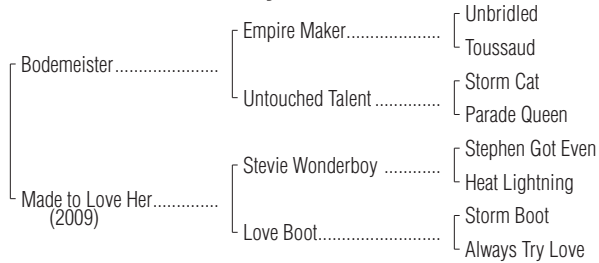 Unbridled
Empire Maker....................
Toussaud
Bodemeister......................
Storm Cat
Untouched Talent ..............
Parade Queen
Stephen Got Even
Stevie Wonderboy ............
Heat Lightning
Made to Love Her..............
(2009)
Storm Boot
Love Boot..........................
Always Try Love